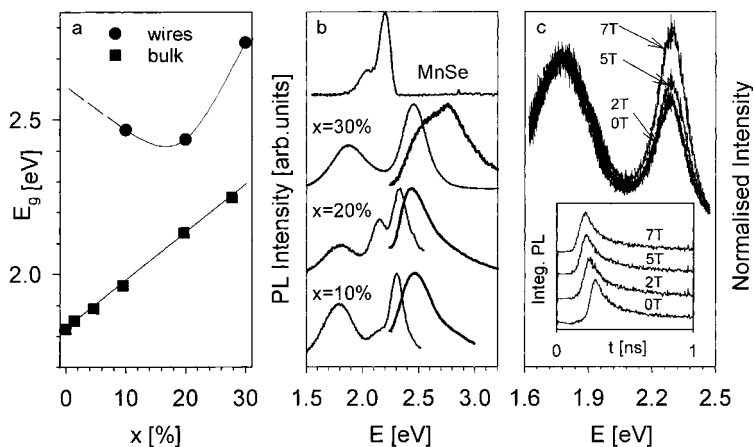 a
wires
bulk
2.5
2.0
E_g [eV]
0
10
20
30
x [%]
b
MnSe
x=30%
x=20%
x=10%
PL Intensity [arb.units]
1.5
2.0
2.5
3.0
E [eV]
c
7T
5T
2T
0T
Normalised Intensity
Integ. PL
7T
5T
2T
0T
0
t [ns]
1
1.6
1.9
2.2
2.5
E [eV]